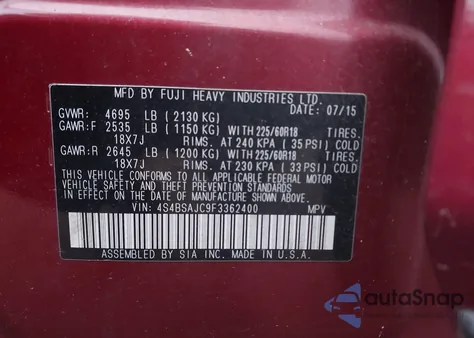 MFD BY FUJI HEAVY INDUSTRIES LTD.
DATE: 07/15
GVWR: 4695 LB (2130 KG)
GAWR:F 2535 LB (1150 KG) WITH 225/60R18 TIRES.
18X7J RIMS. AT 240 KPA (35 PSI) COLD
GAWR:R 2645 LB (1200 KG) WITH 225/60R18 TIRES.
18X7J RIMS. AT 230 KPA (33 PSI) COLD
THIS VEHICLE CONFORMS TO ALL APPLICABLE FEDERAL MOTOR
VEHICLE SAFETY STANDARDS IN EFFECT
ON THE DATE OF MANUFACTURE SHOWN ABOVE.
VIN: 4S4BSAJC9F3362400 MPV
ASSEMBLED BY SIA INC. MADE IN U.S.A.
autoSnap